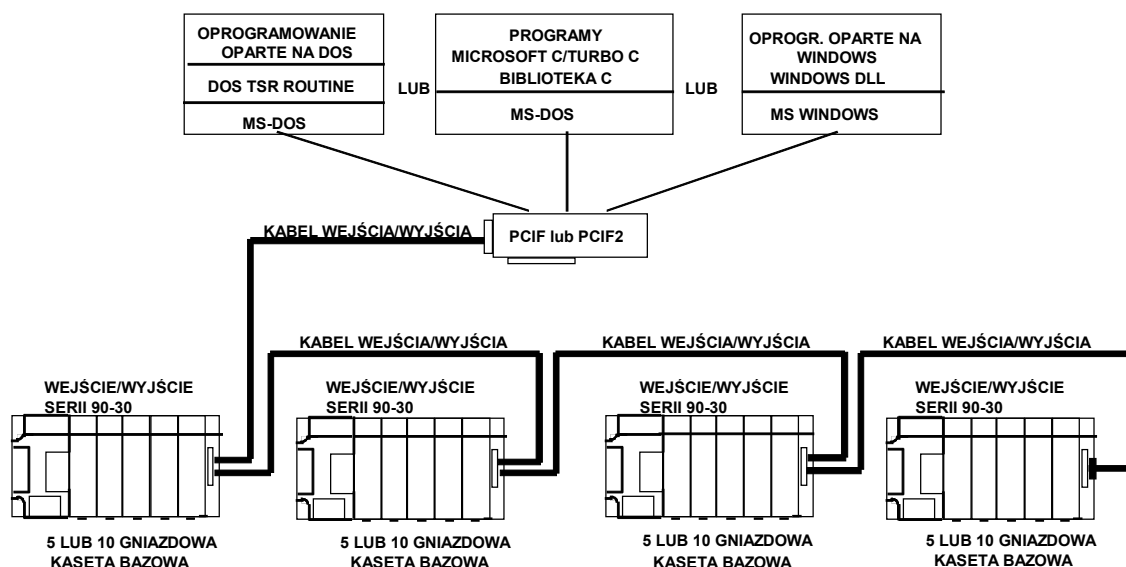 OPROGRAMOWANIE
OPARTE NA DOS
DOS TSR ROUTINE
MS-DOS
LUB
PROGRAMY
MICROSOFT C/TURBO C
BIBLIOTEKA C
MS-DOS
LUB
OPROGR. OPARTE NA
WINDOWS
WINDOWS DLL
MS WINDOWS
KABEL WEJŚCIA/WYJŚCIA
PCIF lub PCIF2
KABEL WEJŚCIA/WYJŚCIA
KABEL WEJŚCIA/WYJŚCIA
KABEL WEJŚCIA/WYJŚCIA
WEJŚCIE/WYJŚCIE
SERII 90-30
WEJŚCIE/WYJŚCIE
SERII 90-30
WEJŚCIE/WYJŚCIE
SERII 90-30
WEJŚCIE/WYJŚCIE
SERII 90-30
5 LUB 10 GNIAZDOWA
KASETA BAZOWA
5 LUB 10 GNIAZDOWA
KASETA BAZOWA
5 LUB 10 GNIAZDOWA
KASETA BAZOWA
5 LUB 10 GNIAZDOWA
KASETA BAZOWA